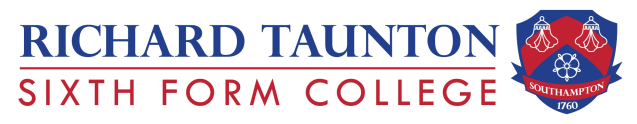 RICHARD TAUNTON
SIXTH FORM COLLEGE
SOUTHAMPTON
1760